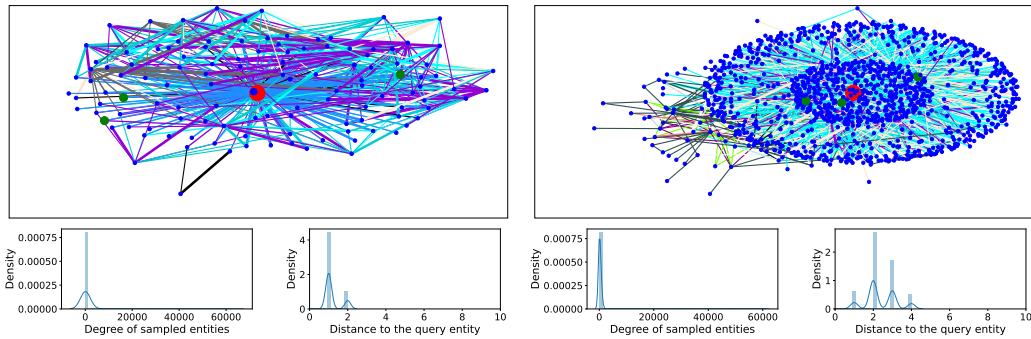 0.00075
0.00050
0.00025
0.00000
Density
0 20000 40000 60000
Degree of sampled entities
4
2
0
Density
0 2 4 6 8 10
Distance to the query entity
0.00075
0.00050
0.00025
0.00000
Density
0 20000 40000 60000
Degree of sampled entities
2
1
0
Density
0 2 4 6 8 10
Distance to the query entity